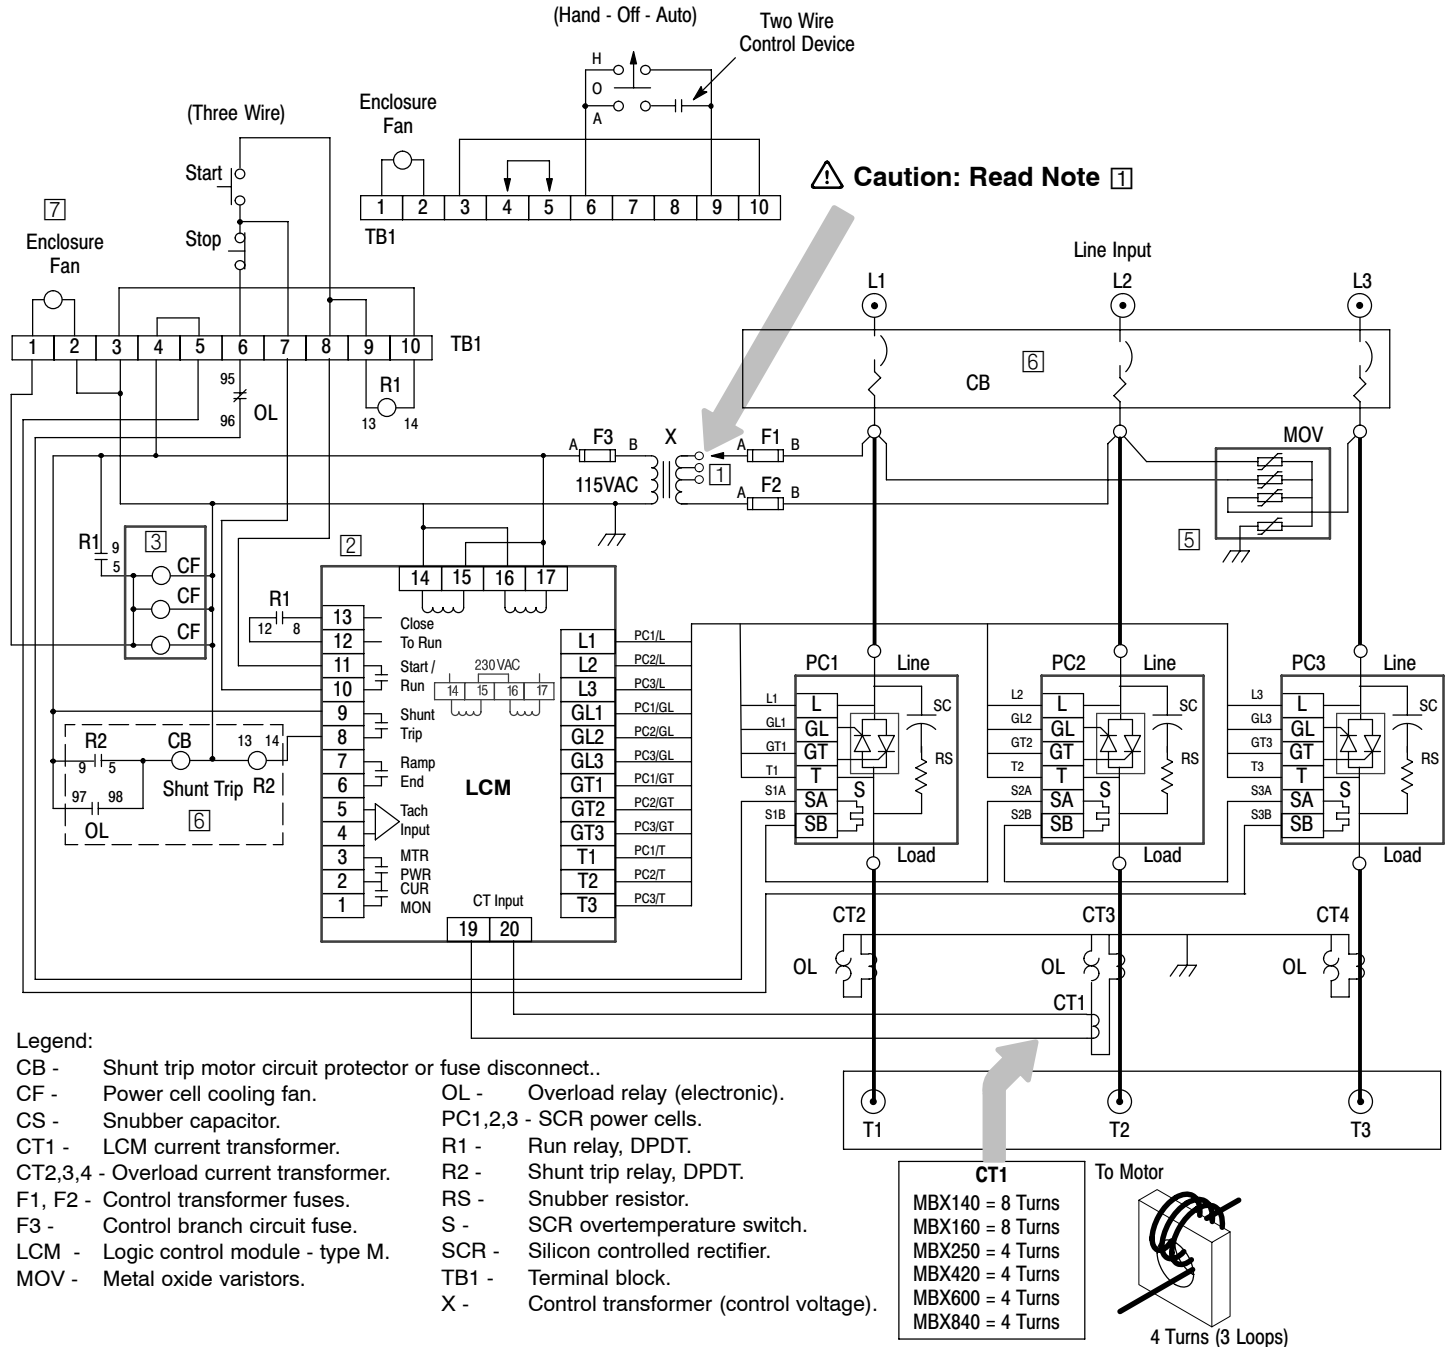 (Hand - Off - Auto)
Two Wire
Control Device
H
O
A
(Three Wire)
Enclosure
Fan
Start
Stop
1 2 3 4 5 6 7 8 9 10
TB1
⚠ Caution: Read Note 1
7
Enclosure
Fan
Line Input
L1 L2 L3
1 2 3 4 5 6 7 8 9 10 TB1
6
CB
95
96
OL
R1
13 14
A F3 B
X
A F1 B
115VAC
1
A F2 B
MOV
5
R1 9
5
3
CF
CF
CF
2
14 15 16 17
R1
12 8
13
12
11
10
9
8
7
6
5
4
3
2
1
Close
To Run
Start /
Run
230 VAC
14 15 16 17
Shunt
Trip
Ramp
End
LCM
Tach
Input
MTR
PWR
CUR
MON
CT Input
19 20
L1 PC1/L
L2 PC2/L
L3 PC3/L
GL1 PC1/GL
GL2 PC2/GL
GL3 PC3/GL
GT1 PC1/GT
GT2 PC2/GT
GT3 PC3/GT
T1 PC1/T
T2 PC2/T
T3 PC3/T
R2
9 5
CB
13 14
Shunt Trip R2
97 98
OL
6
PC1 Line
L1 L
GL1 GL
GT1 GT
T1 T
S1A SA
S1B SB
S
SC
RS
Load
PC2 Line
L2 L
GL2 GL
GT2 GT
T2 T
S2A SA
S2B SB
S
SC
RS
Load
PC3 Line
L3 L
GL3 GL
GT3 GT
T3 T
S3A SA
S3B SB
S
SC
RS
Load
CT2 CT3 CT4
OL OL OL
CT1
T1 T2 T3
To Motor
Legend:
CB - Shunt trip motor circuit protector or fuse disconnect..
CF - Power cell cooling fan.
CS - Snubber capacitor.
CT1 - LCM current transformer.
CT2,3,4 - Overload current transformer.
F1, F2 - Control transformer fuses.
F3 - Control branch circuit fuse.
LCM - Logic control module - type M.
MOV - Metal oxide varistors.
OL - Overload relay (electronic).
PC1,2,3 - SCR power cells.
R1 - Run relay, DPDT.
R2 - Shunt trip relay, DPDT.
RS - Snubber resistor.
S - SCR overtemperature switch.
SCR - Silicon controlled rectifier.
TB1 - Terminal block.
X - Control transformer (control voltage).
CT1
MBX140 = 8 Turns
MBX160 = 8 Turns
MBX250 = 4 Turns
MBX420 = 4 Turns
MBX600 = 4 Turns
MBX840 = 4 Turns
4 Turns (3 Loops)